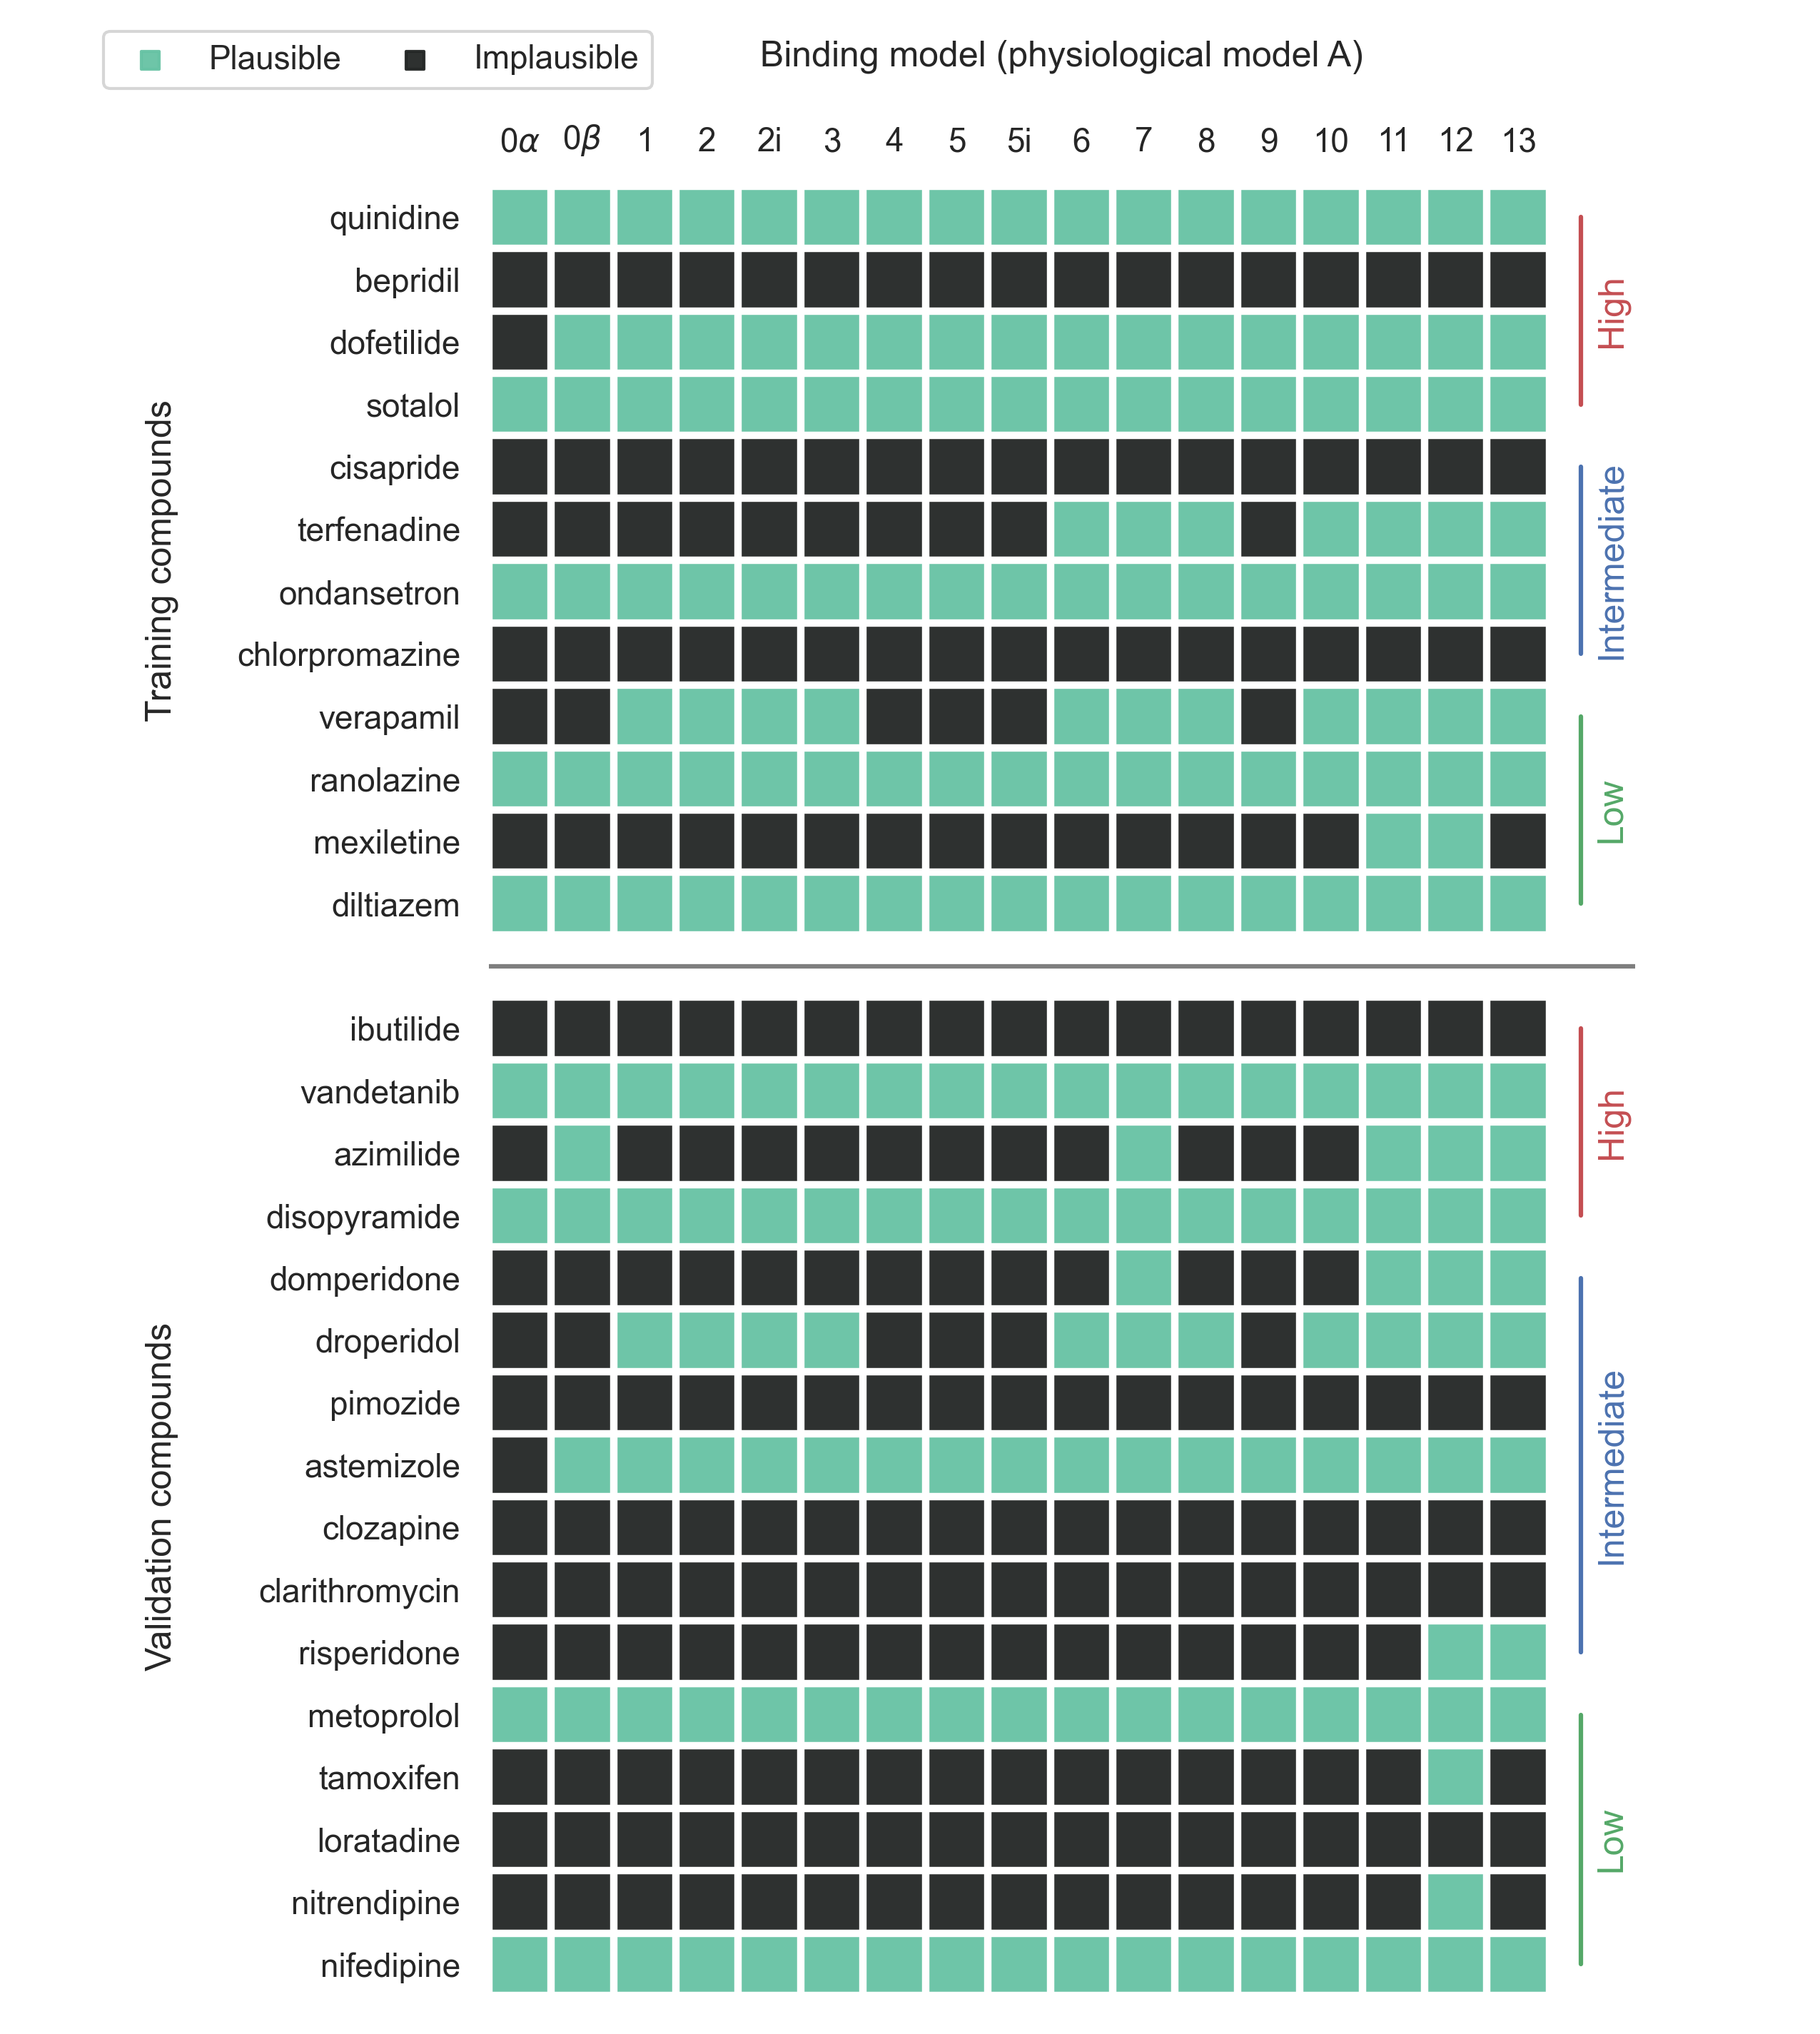 Plausible Implausible
Binding model (physiological model A)
0α 0β 1 2 2i 3 4 5 5i 6 7 8 9 10 11 12 13
Training compounds
quinidine
bepridil
dofetilide
sotalol
cisapride
terfenadine
ondansetron
chlorpromazine
verapamil
ranolazine
mexiletine
diltiazem
High
Intermediate
Low
Validation compounds
ibutilide
vandetanib
azimilide
disopyramide
domperidone
droperidol
pimozide
astemizole
clozapine
clarithromycin
risperidone
metoprolol
tamoxifen
loratadine
nitrendipine
nifedipine
High
Intermediate
Low